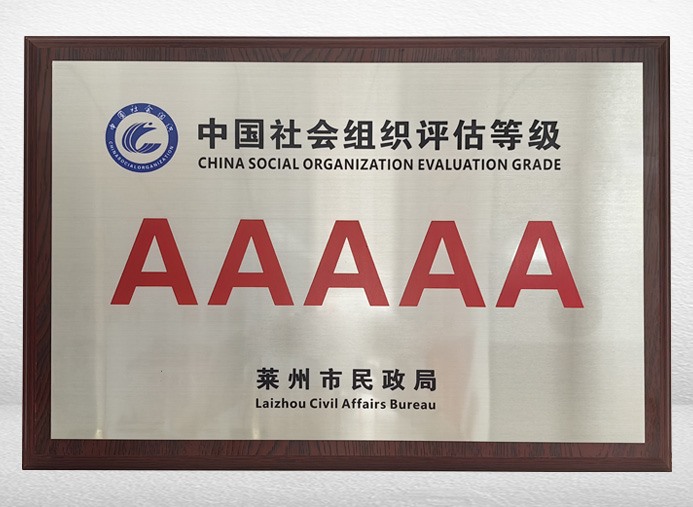 中国社会组织评估等级
CHINA SOCIAL ORGANIZATION EVALUATION GRADE
AAAAA
莱州市民政局
Laizhou Civil Affairs Bureau
CHINASOCIALORGANIZATION